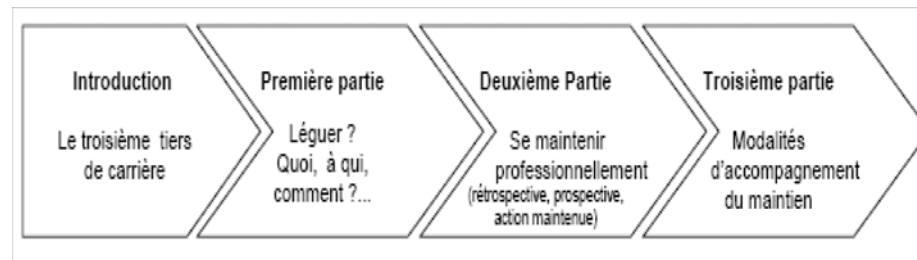 Introduction
Le troisième tiers
de carrière
Première partie
Léguer ?
Quoi, à qui,
comment ?...
Deuxième Partie
Se maintenir
professionnellement
(rétrospective, prospective,
action maintenue)
Troisième partie
Modalités
d'accompagnement
du maintien